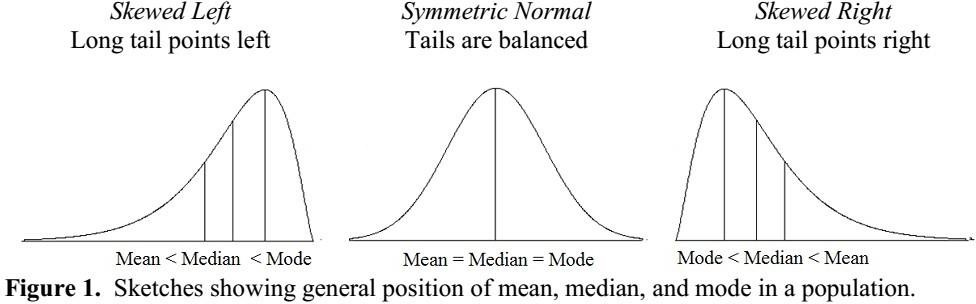 Skewed Left
Long tail points left
Symmetric Normal
Tails are balanced
Skewed Right
Long tail points right
Mean < Median < Mode
Mean = Median = Mode
Mode < Median < Mean
Figure 1. Sketches showing general position of mean, median, and mode in a population.